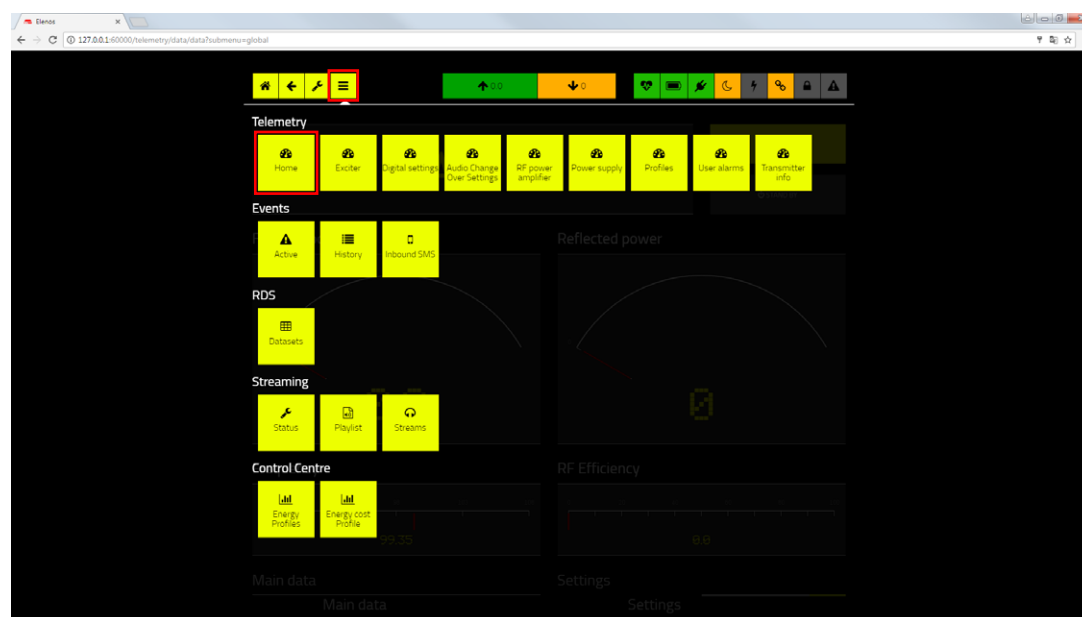 Elenos
127.0.0.1:60000/telemetry/data/data?submenu=global
0.0
0
Telemetry
Home
Exciter
Digital settings
Audio Change
Over Settings
RF power
amplifier
Power supply
Profiles
User alarms
Transmitter
info
Events
Reflected power
Active
History
Inbound SMS
RDS
Datasets
Streaming
Status
Playlist
Streams
0
Control Centre
RF Efficiency
Energy
Profiles
Energy cost
Profile
99.35
0.0
Main data
Settings
Main data
Settings